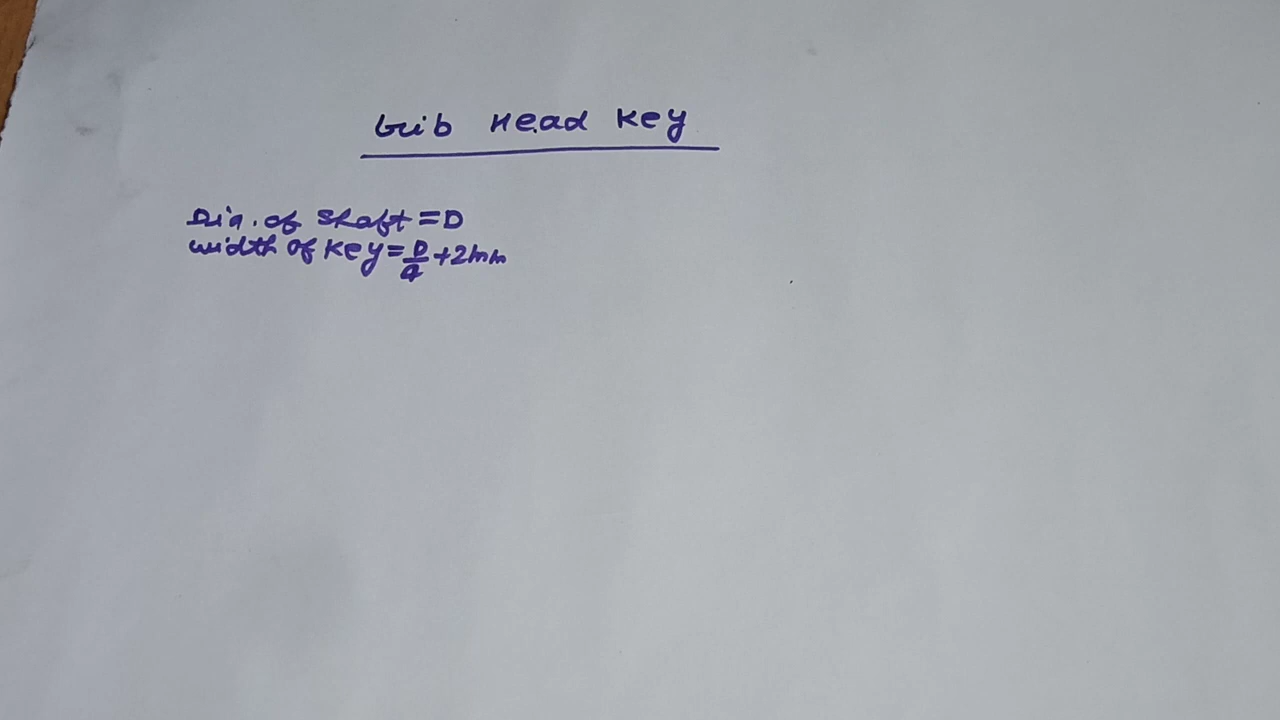 Gib Head Key
Dia. of shaft = D
width of key = D/4 + 2mm